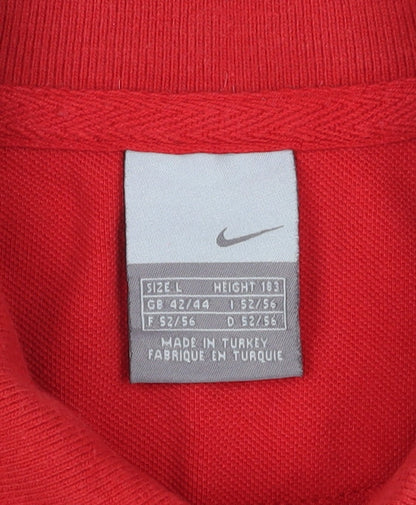 SIZE L HEIGHT 183
GB 42/44 I 52/56
F 52/56 D 52/56
MADE IN TURKEY
FABRIQUE EN TURQUIE